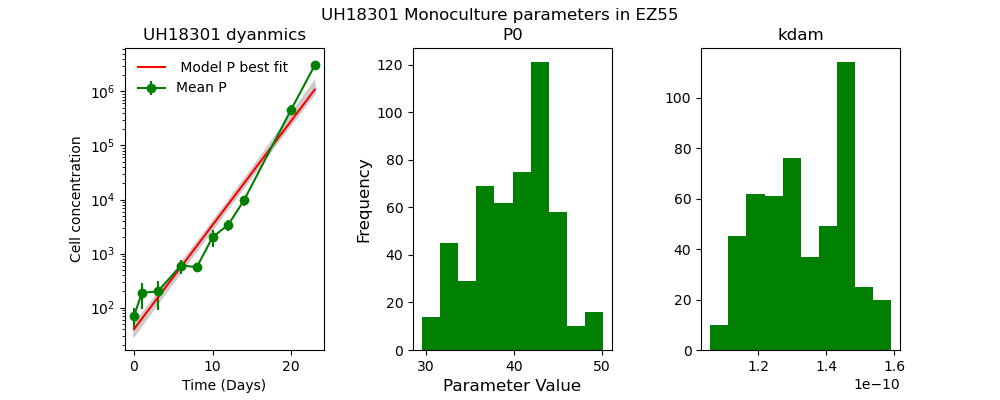 UH18301 Monoculture parameters in EZ55
UH18301 dyanmics
P0
kdam
Model P best fit
Mean P
Cell concentration
10^6
10^5
10^4
10^3
10^2
0 10 20
Time (Days)
Frequency
120
100
80
60
40
20
0
30 40 50
Parameter Value
100
80
60
40
20
0
1.2 1.4 1.6
1e−10